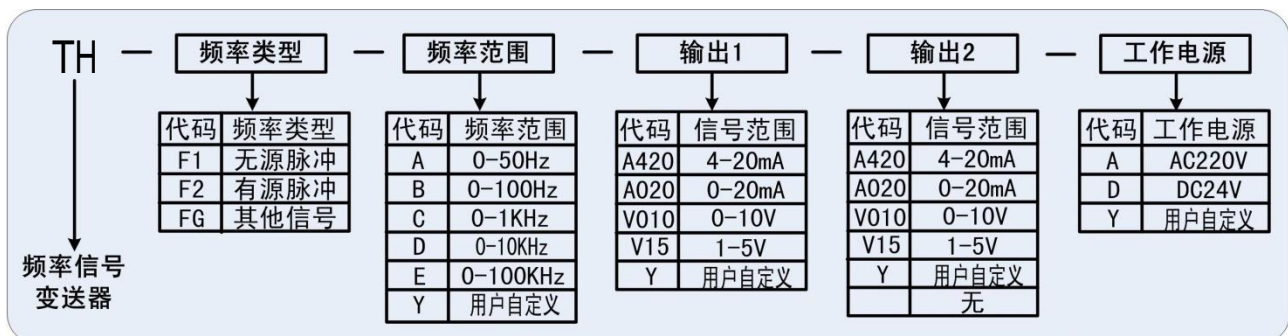 TH — 频率类型 — 频率范围 — 输出1 — 输出2 — 工作电源
频率信号
变送器
代码 频率类型
F1 无源脉冲
F2 有源脉冲
FG 其他信号
代码 频率范围
A 0-50Hz
B 0-100Hz
C 0-1KHz
D 0-10KHz
E 0-100KHz
Y 用户自定义
代码 信号范围
A420 4-20mA
A020 0-20mA
V010 0-10V
V15 1-5V
Y 用户自定义
代码 信号范围
A420 4-20mA
A020 0-20mA
V010 0-10V
V15 1-5V
Y 用户自定义
无
代码 工作电源
A AC220V
D DC24V
Y 用户自定义